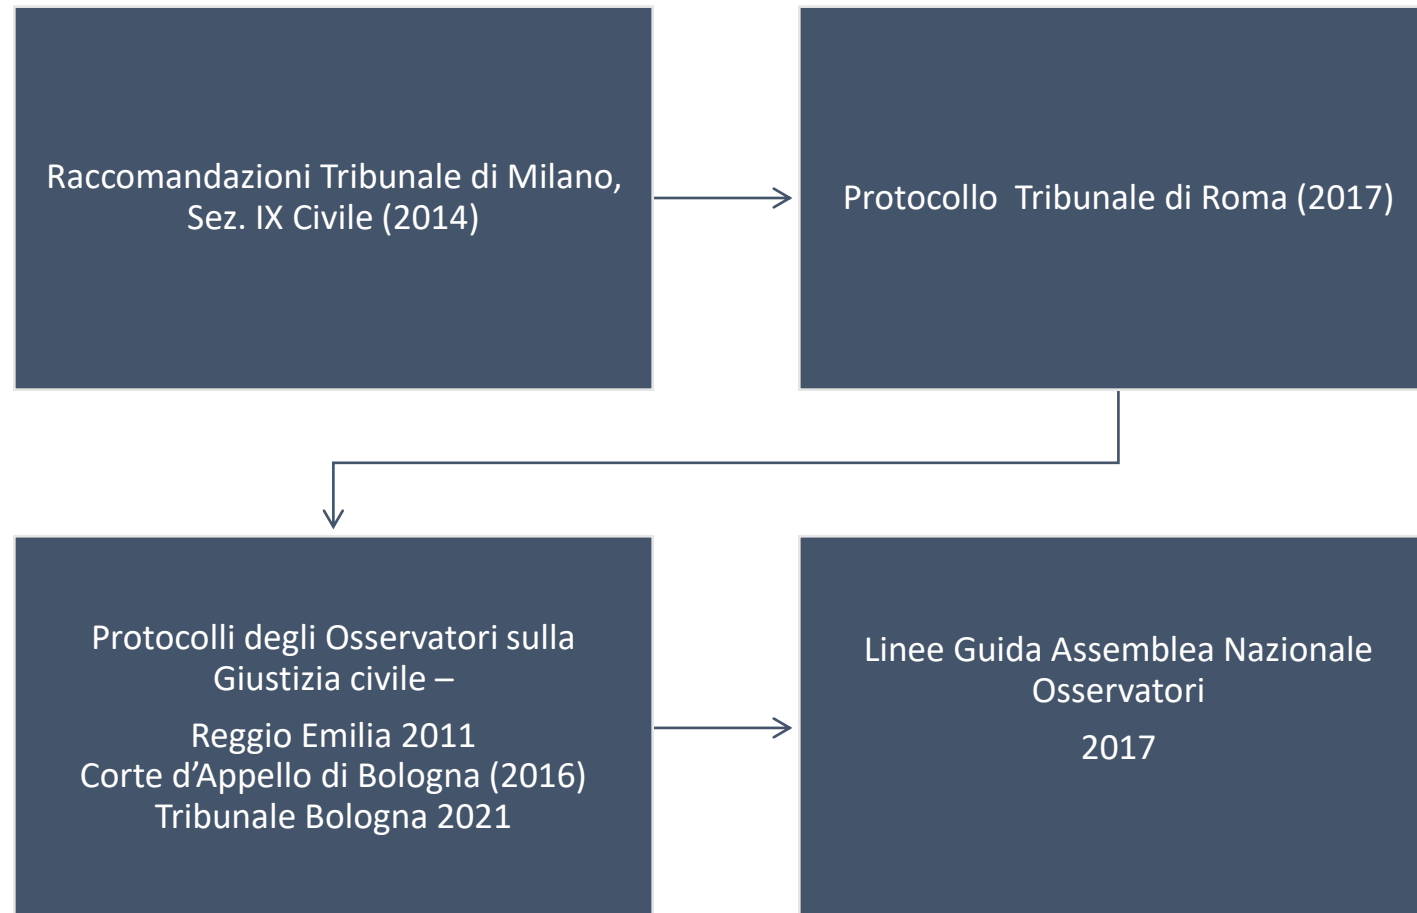 Raccomandazioni Tribunale di Milano,
Sez. IX Civile (2014)
Protocollo  Tribunale di Roma (2017)
Protocolli degli Osservatori sulla
Giustizia civile –
Reggio Emilia 2011
Corte d’Appello di Bologna (2016)
Tribunale Bologna 2021
Linee Guida Assemblea Nazionale
Osservatori
2017